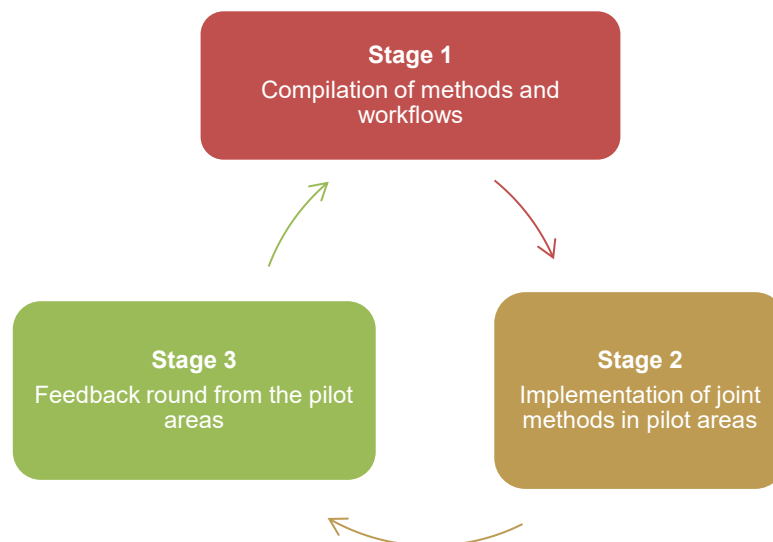 Stage 1
Compilation of methods and
workflows
Stage 2
Implementation of joint
methods in pilot areas
Stage 3
Feedback round from the pilot
areas